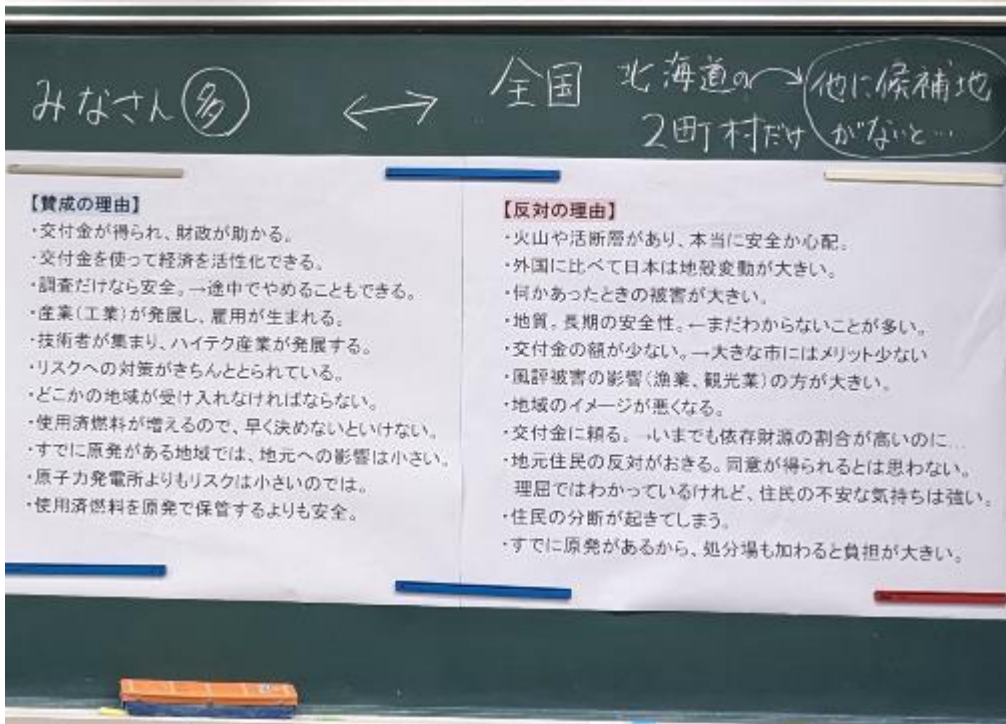 みなさん 多 ↔ 全国 北海道の 他に候補地
2町村だけ がないと…
【賛成の理由】
・交付金が得られ、財政が助かる。
・交付金を使って経済を活性化できる。
・調査だけなら安全。→途中でやめることもできる。
・産業(工業)が発展し、雇用が生まれる。
・技術者が集まり、ハイテク産業が発展する。
・リスクへの対策がきちんととられている。
・どこかの地域が受け入れなければならない。
・使用済燃料が増えるので、早く決めないといけない。
・すでに原発がある地域では、地元への影響は小さい。
・原子力発電所よりもリスクは小さいのでは。
・使用済燃料を原発で保管するよりも安全。
【反対の理由】
・火山や活断層があり、本当に安全か心配。
・外国に比べて日本は地殻変動が大きい。
・何かあったときの被害が大きい。
・地質。長期の安全性。←まだわからないことが多い。
・交付金の額が少ない。→大きな市にはメリット少ない
・風評被害の影響(漁業、観光業)の方が大きい。
・地域のイメージが悪くなる。
・交付金に頼る。→いまでも依存財源の割合が高いのに…
・地元住民の反対がおきる。同意が得られるとは思わない。
理屈ではわかっているけれど、住民の不安な気持ちは強い。
・住民の分断が起きてしまう。
・すでに原発があるから、処分場も加わると負担が大きい。